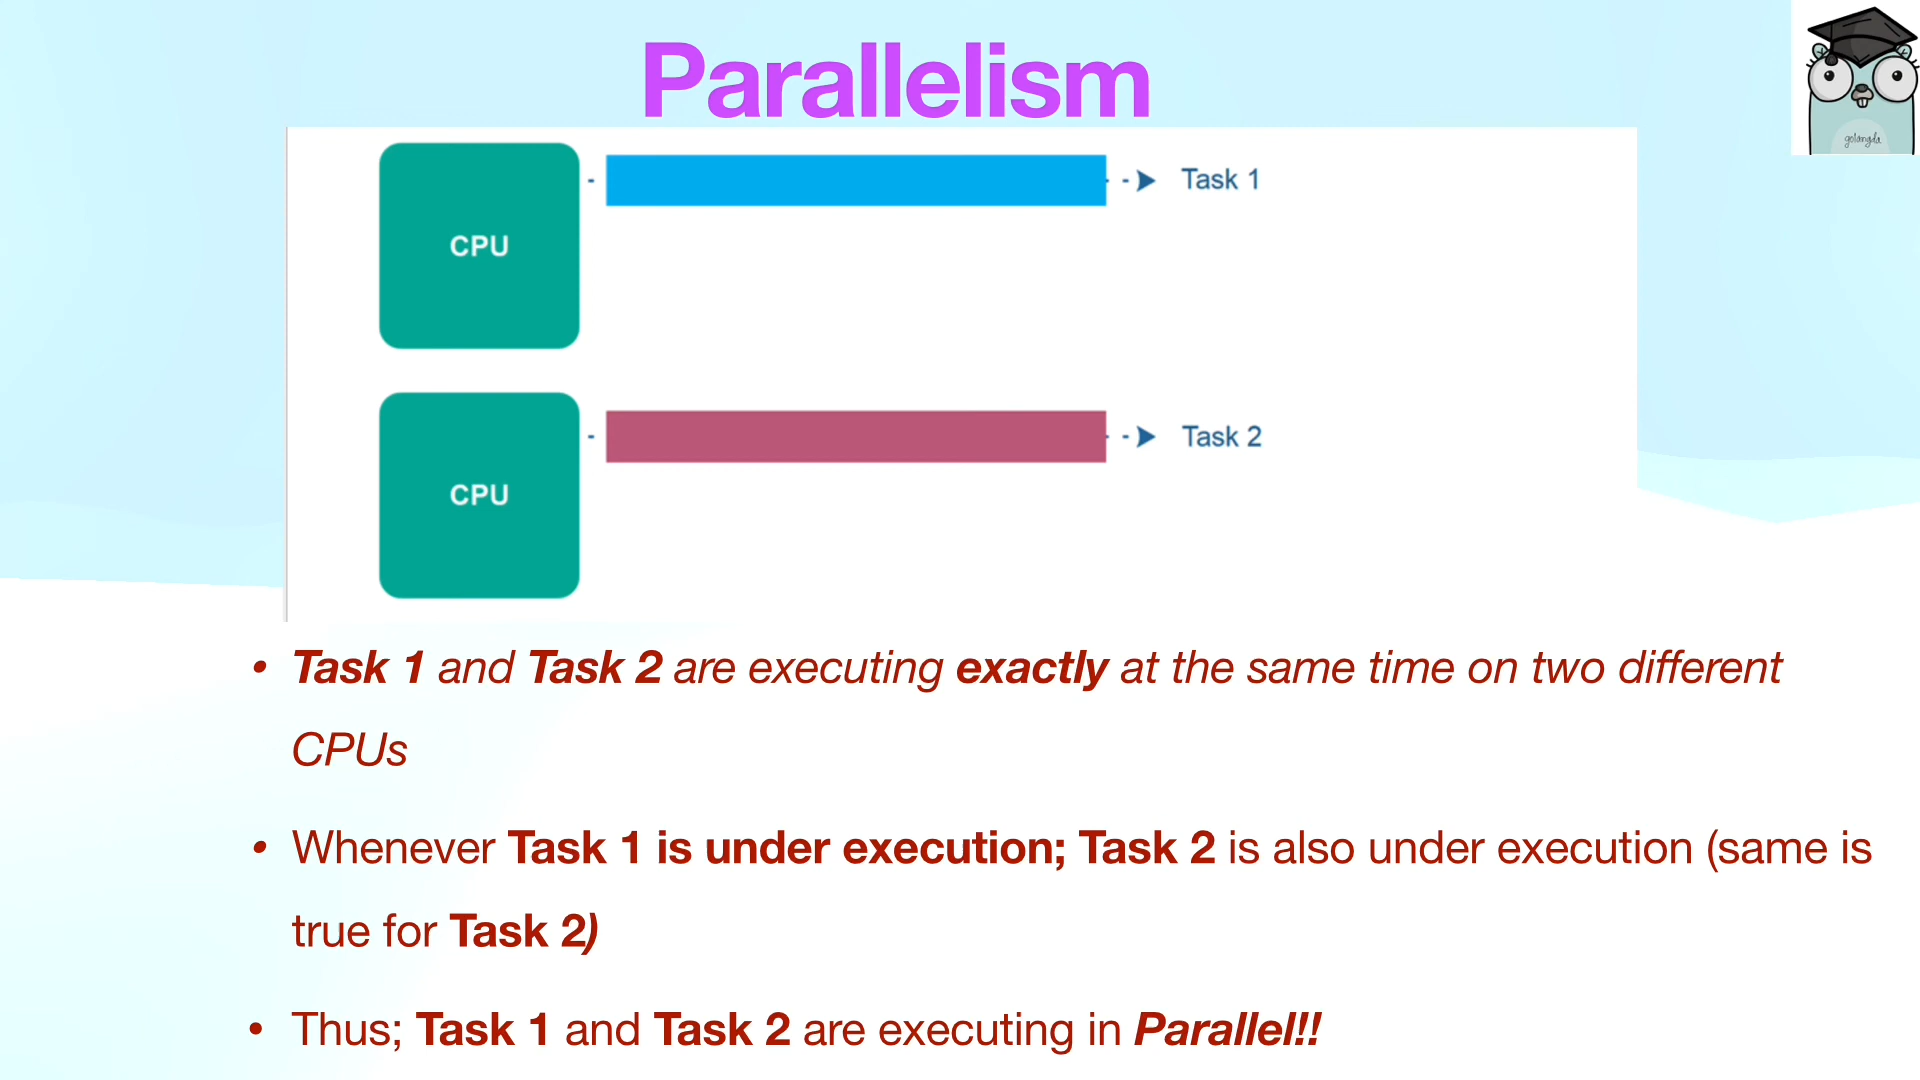 Parallelism
golangda
CPU
Task 1
CPU
Task 2
• Task 1 and Task 2 are executing exactly at the same time on two different
CPUs
• Whenever Task 1 is under execution; Task 2 is also under execution (same is
true for Task 2)
• Thus; Task 1 and Task 2 are executing in Parallel!!